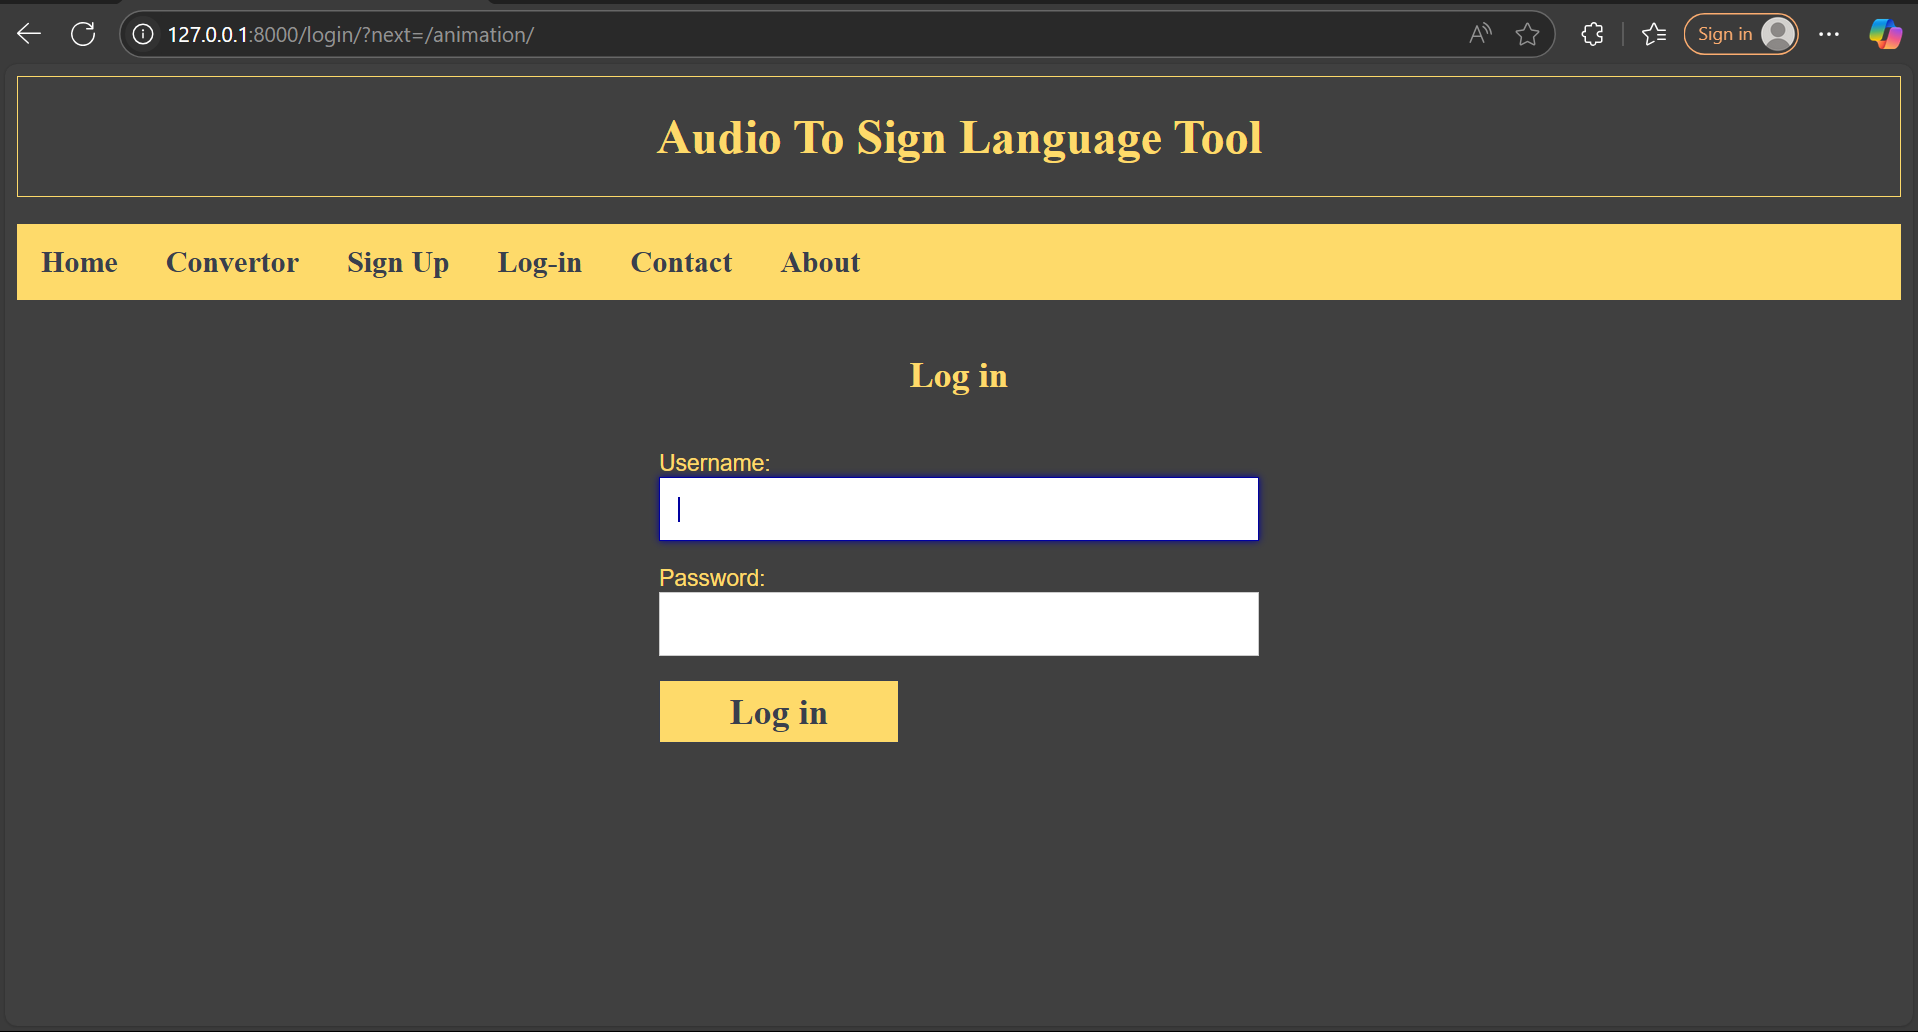 127.0.0.1:8000/login/?next=/animation/
Sign in
Audio To Sign Language Tool
Home Convertor Sign Up Log-in Contact About
Log in
Username:
Password:
Log in